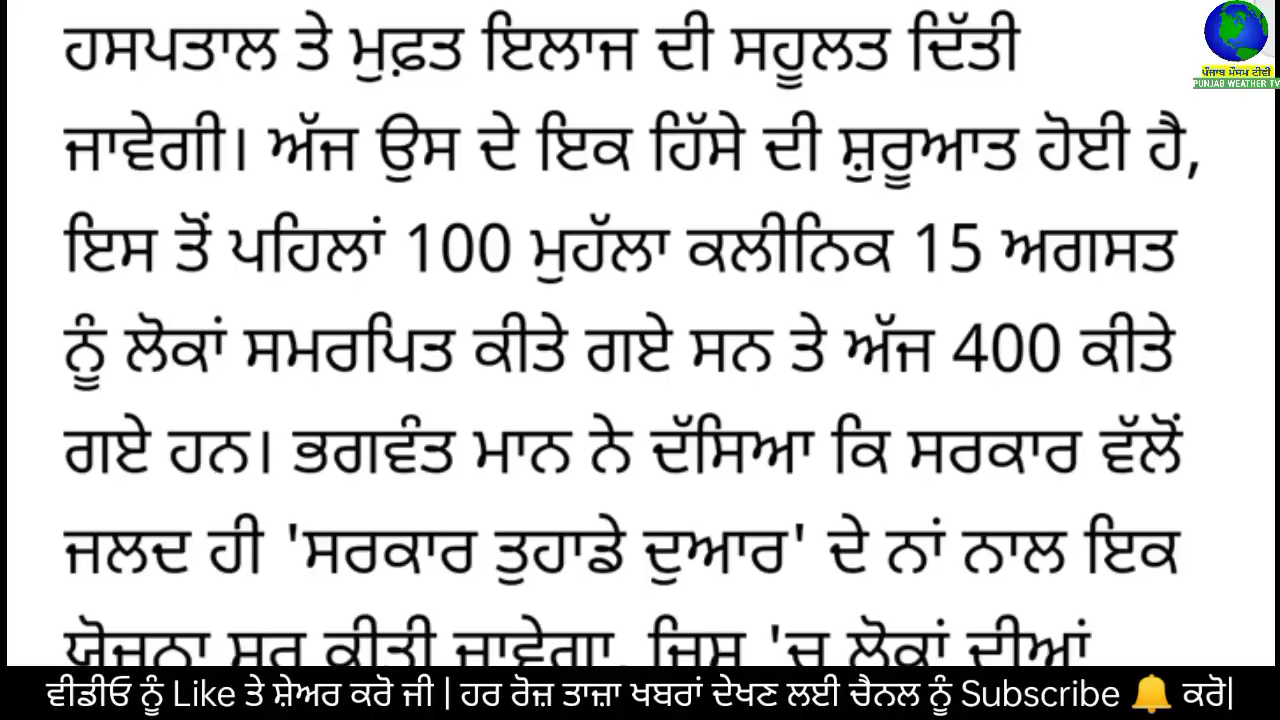 ਹਸਪਤਾਲ ਤੇ ਮੁਫ਼ਤ ਇਲਾਜ ਦੀ ਸਹੂਲਤ ਦਿੱਤੀ
ਪੰਜਾਬ ਮੌਸਮ ਟੀਵੀ
PUNJAB WEATHER TV
ਜਾਵੇਗੀ। ਅੱਜ ਉਸ ਦੇ ਇਕ ਹਿੱਸੇ ਦੀ ਸ਼ੁਰੂਆਤ ਹੋਈ ਹੈ,
ਇਸ ਤੋਂ ਪਹਿਲਾਂ 100 ਮੁਹੱਲਾ ਕਲੀਨਿਕ 15 ਅਗਸਤ
ਨੂੰ ਲੋਕਾਂ ਸਮਰਪਿਤ ਕੀਤੇ ਗਏ ਸਨ ਤੇ ਅੱਜ 400 ਕੀਤੇ
ਗਏ ਹਨ। ਭਗਵੰਤ ਮਾਨ ਨੇ ਦੱਸਿਆ ਕਿ ਸਰਕਾਰ ਵੱਲੋਂ
ਜਲਦ ਹੀ 'ਸਰਕਾਰ ਤੁਹਾਡੇ ਦੁਆਰ' ਦੇ ਨਾਂ ਨਾਲ ਇਕ
ਯੋਜਨਾ ਸ਼ੁਰੂ ਕੀਤੀ ਜਾਵੇਗਾ, ਜਿਸ 'ਚ ਲੋਕਾਂ ਦੀਆਂ
ਵੀਡੀਓ ਨੂੰ Like ਤੇ ਸ਼ੇਅਰ ਕਰੋ ਜੀ | ਹਰ ਰੋਜ਼ ਤਾਜ਼ਾ ਖਬਰਾਂ ਦੇਖਣ ਲਈ ਚੈਨਲ ਨੂੰ Subscribe 🔔 ਕਰੋ|